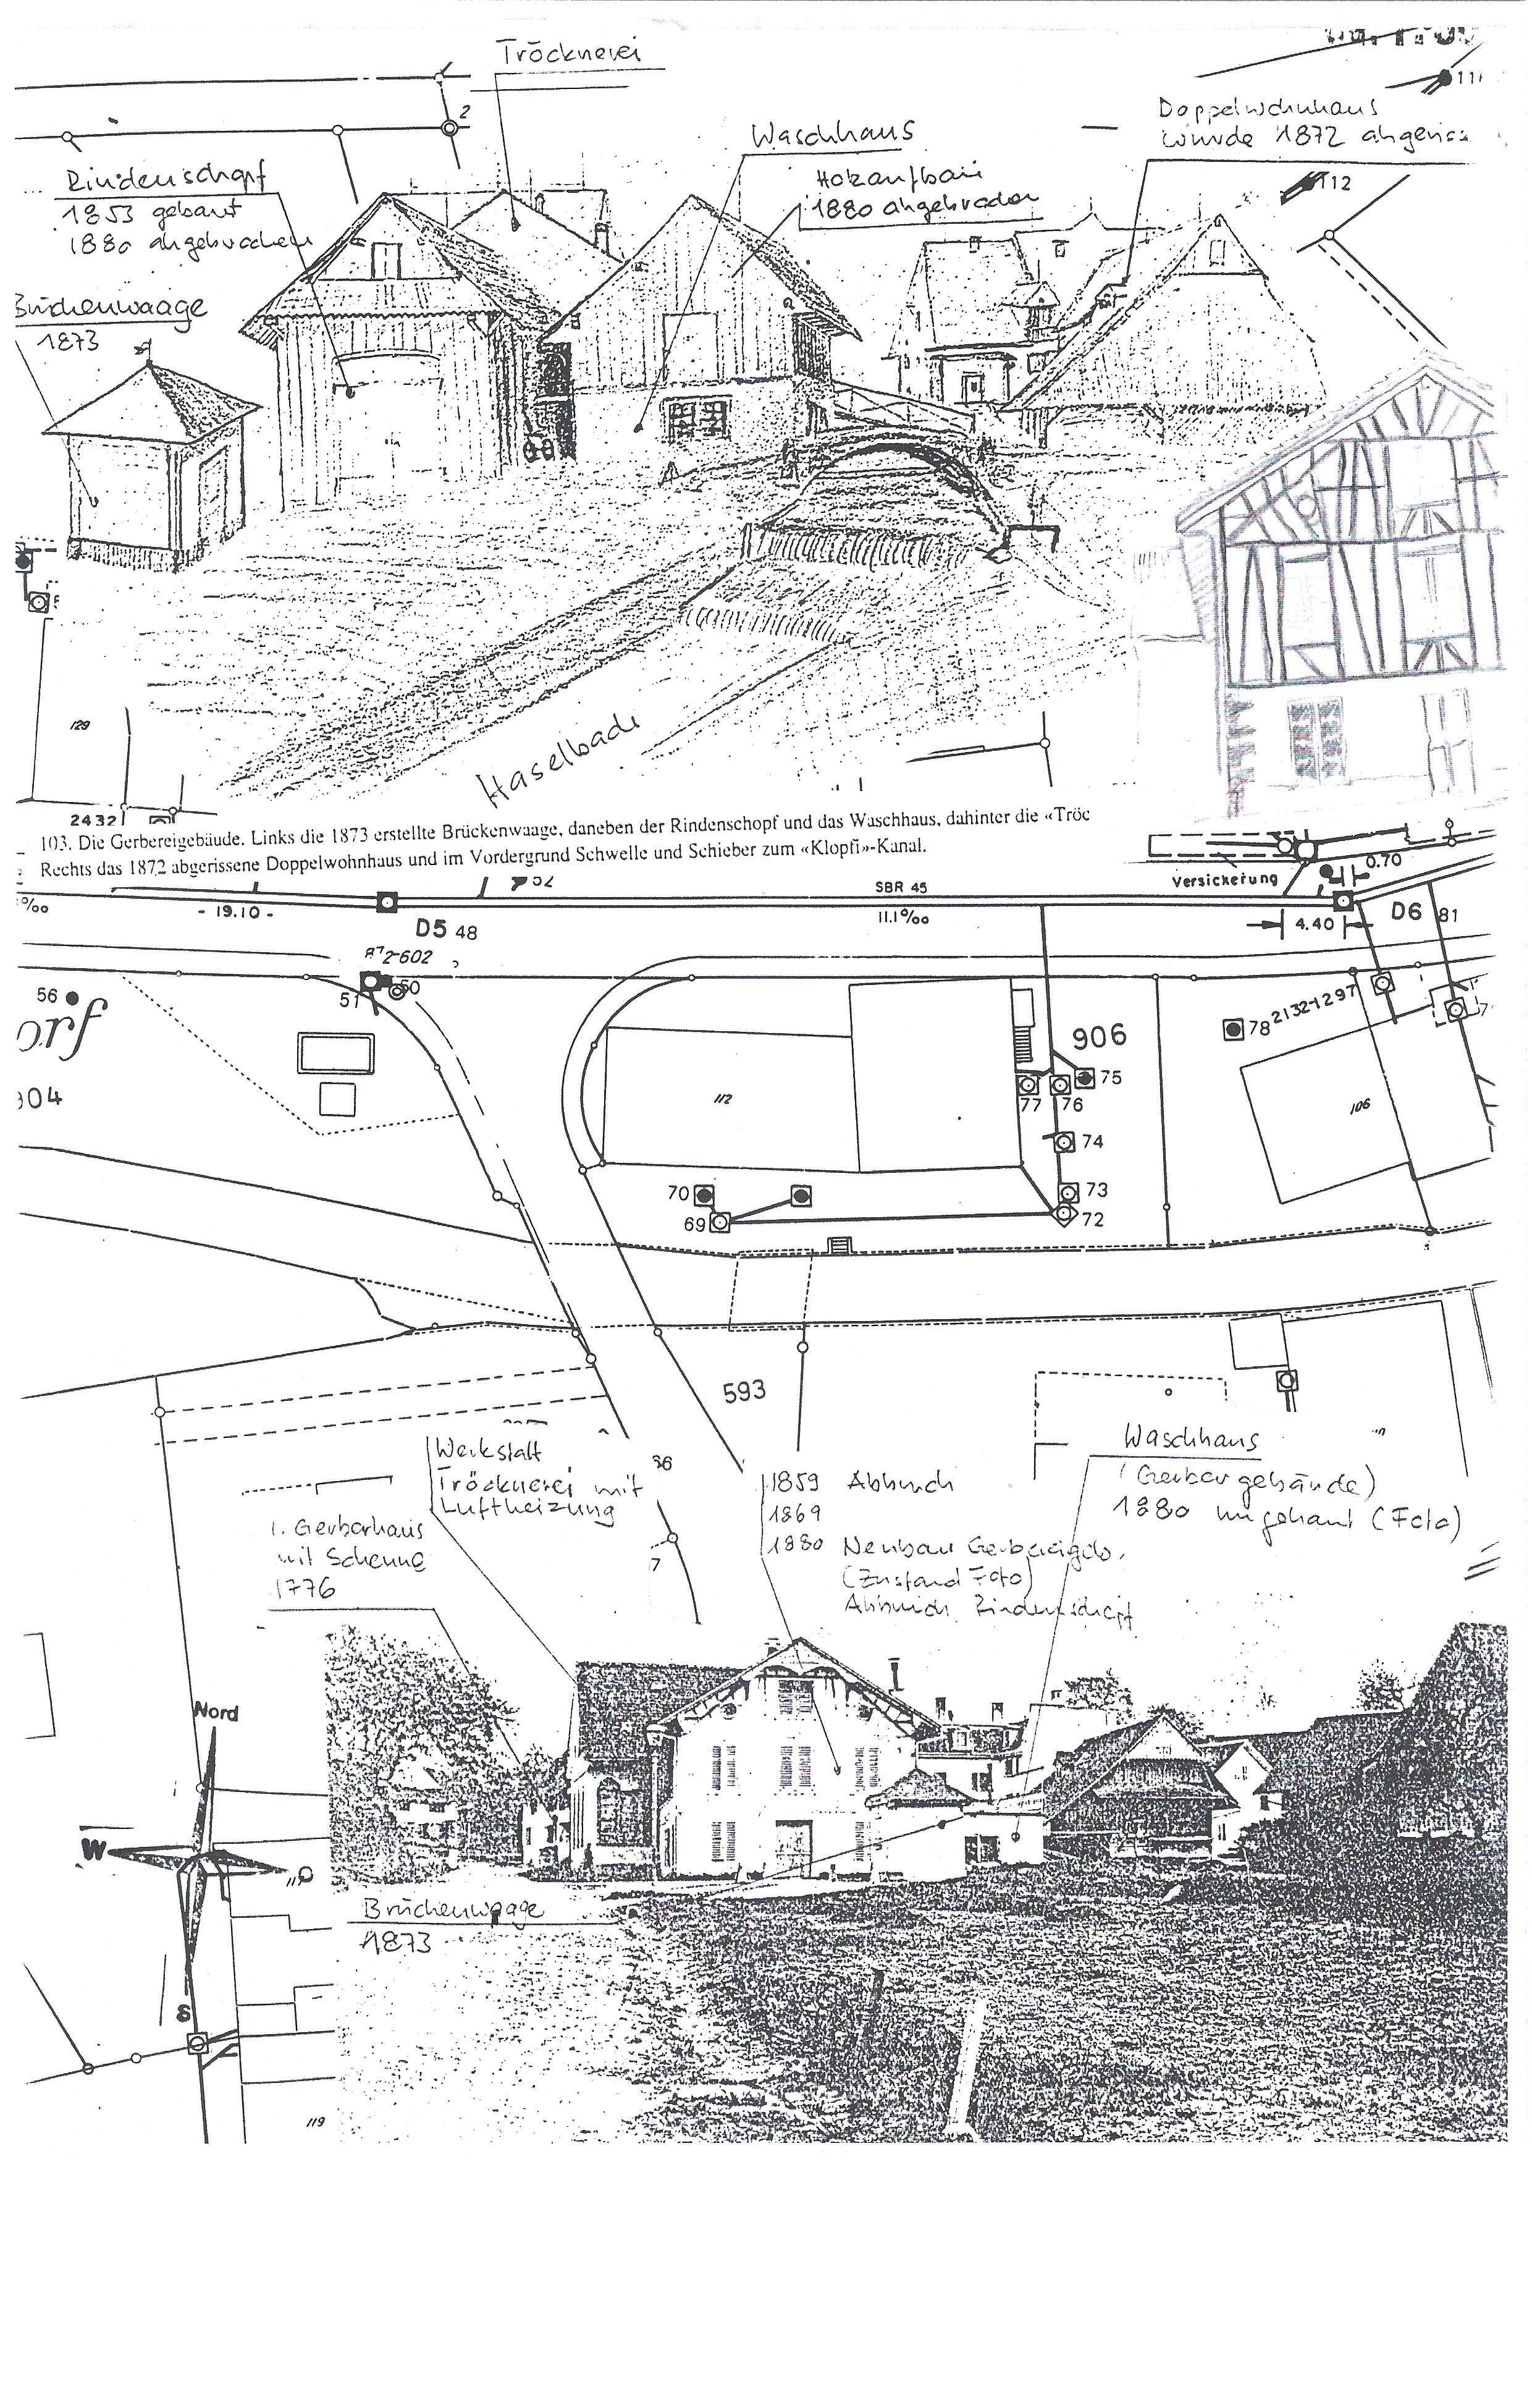 Tröcknerei
2
Waschhaus
Doppelwohnhaus
wurde 1872 abgeriss
112
Rindenschopf
1853 gebaut
1880 abgebrochen
Holzaufbau
1880 abgebrochen
Brückenwaage
1873
129
Haselbach
2432
103. Die Gerbereigebäude. Links die 1873 erstellte Brückenwaage, daneben der Rindenschopf und das Waschhaus, dahinter die «Tröc
Rechts das 1872 abgerissene Doppelwohnhaus und im Vordergrund Schwelle und Schieber zum «Klopfi»-Kanal.
0.70
Versickerung
SBR 45
- 19.10 -
11.1‰
D5 48
4.40
D6 81
56
51
50
orf
904
906
78
21321297
75
77
76
112
106
74
70
73
69
72
593
Werkstatt
Tröcknerei mit
Luftheizung
1. Gerberhaus
mit Scheune
1776
1859 Abbruch
1869
1880 Neubau Gerbereigeb.
(Zustand Foto)
Abbruch Rindenschopf
Waschhaus
(Gerbergebäude)
1880 umgebaut (Foto)
Nord
W
O
S
Brückenwaage
1873
119